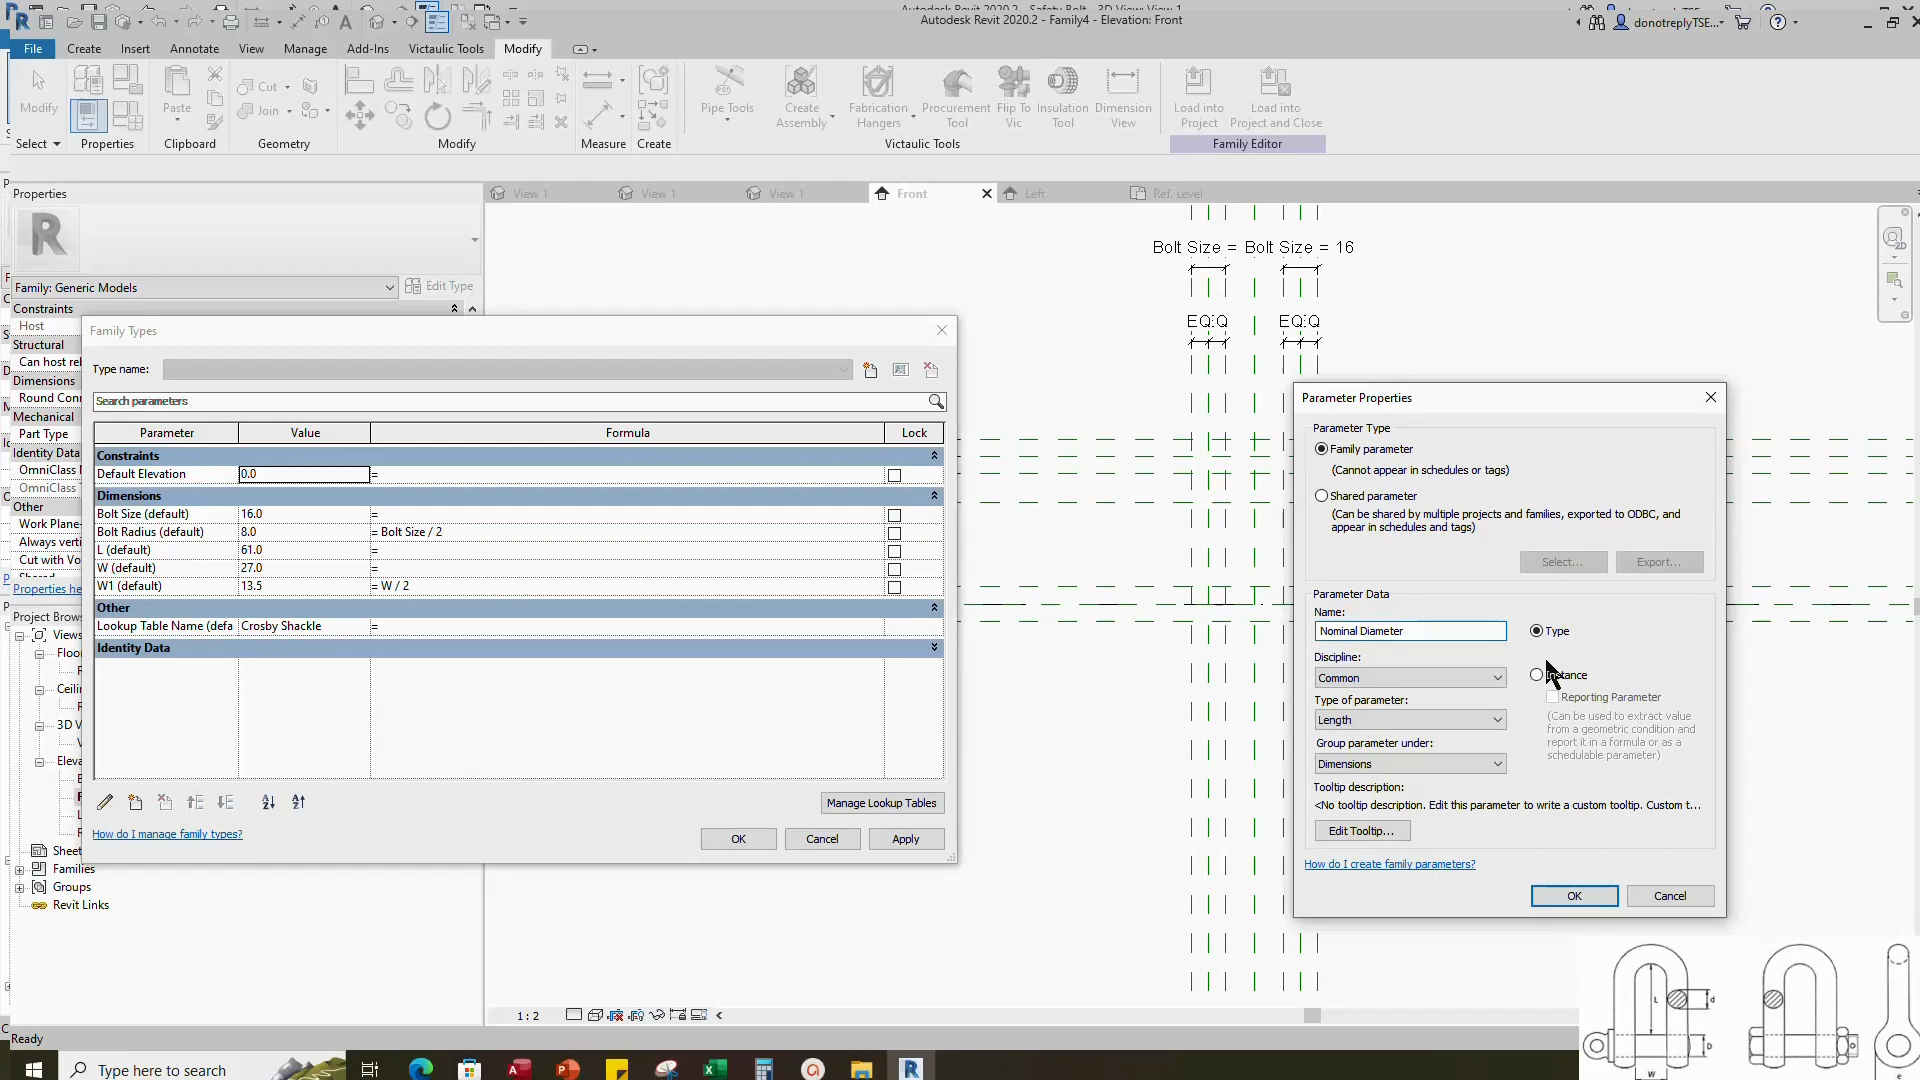 Autodesk Revit 2020.2 - Family4 - Elevation: Front
donotreplyTSE...
File
Create
Insert
Annotate
View
Manage
Add-Ins
Victaulic Tools
Modify
Modify
Paste
Cut
Join
Pipe Tools
Create
Assembly
Fabrication
Hangers
Procurement
Tool
Flip To
Vic
Insulation
Tool
Dimension
View
Load into
Project
Load into
Project and Close
Select
Properties
Clipboard
Geometry
Modify
Measure
Create
Victaulic Tools
Family Editor
Properties
View 1
View 1
View 1
Front
Left
Ref. Level
Family: Generic Models
Edit Type
Constraints
Host
Structural
Can host rel
Dimensions
Round Conn
Mechanical
Part Type
Identity Data
OmniClass N
OmniClass
Other
Work Plane-
Always verti
Cut with Vo
Properties he
Project Brows
Views
Floor
Ceilin
3D V
Eleva
Sheet
Families
Groups
Revit Links
Bolt Size = Bolt Size = 16
EQ
EQ
Family Types
Type name:
Search parameters
Parameter Value Formula Lock
Constraints
Default Elevation 0.0 =
Dimensions
Bolt Size (default) 16.0 =
Bolt Radius (default) 8.0 = Bolt Size / 2
L (default) 61.0 =
W (default) 27.0 =
W1 (default) 13.5 = W / 2
Other
Lookup Table Name (defa Crosby Shackle =
Identity Data
Manage Lookup Tables
How do I manage family types?
OK
Cancel
Apply
Parameter Properties
Parameter Type
Family parameter
(Cannot appear in schedules or tags)
Shared parameter
(Can be shared by multiple projects and families, exported to ODBC, and
appear in schedules and tags)
Select...
Export...
Parameter Data
Name:
Nominal Diameter
Type
Discipline:
Common
Type of parameter:
Length
Reporting Parameter
(Can be used to extract value
from a geometric condition and
report it in a formula or as a
schedulable parameter)
Group parameter under:
Dimensions
Tooltip description:
<No tooltip description. Edit this parameter to write a custom tooltip. Custom t...
Edit Tooltip...
How do I create family parameters?
OK
Cancel
L
d
D
W
e
1 : 2
Ready
Type here to search